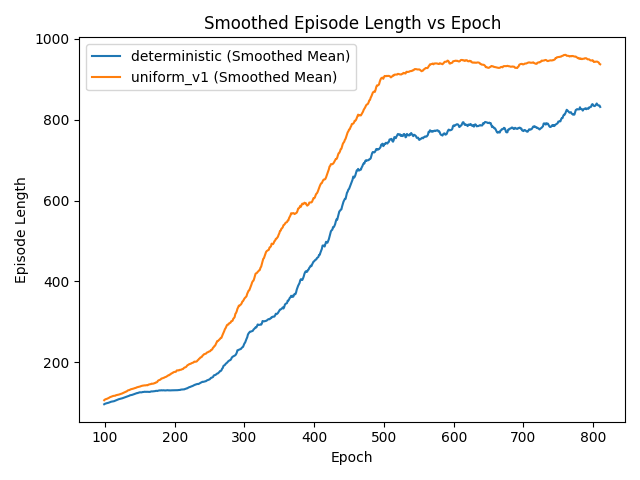 Smoothed Episode Length vs Epoch
deterministic (Smoothed Mean)
uniform_v1 (Smoothed Mean)
Episode Length
1000
800
600
400
200
100 200 300 400 500 600 700 800
Epoch